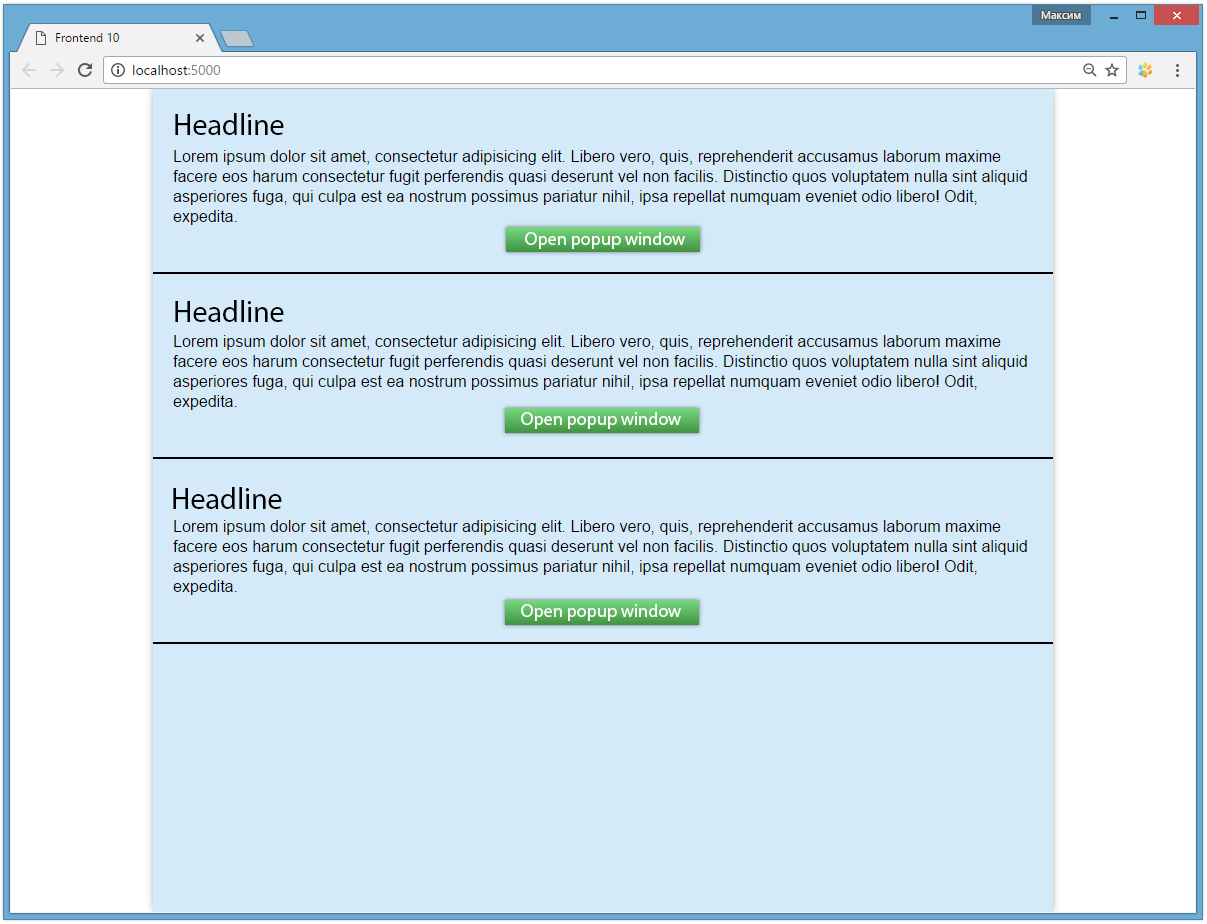 Максим
Frontend 10
localhost:5000
Headline
Lorem ipsum dolor sit amet, consectetur adipisicing elit. Libero vero, quis, reprehenderit accusamus laborum maxime
facere eos harum consectetur fugit perferendis quasi deserunt vel non facilis. Distinctio quos voluptatem nulla sint aliquid
asperiores fuga, qui culpa est ea nostrum possimus pariatur nihil, ipsa repellat numquam eveniet odio libero! Odit,
expedita.
Open popup window
Headline
Lorem ipsum dolor sit amet, consectetur adipisicing elit. Libero vero, quis, reprehenderit accusamus laborum maxime
facere eos harum consectetur fugit perferendis quasi deserunt vel non facilis. Distinctio quos voluptatem nulla sint aliquid
asperiores fuga, qui culpa est ea nostrum possimus pariatur nihil, ipsa repellat numquam eveniet odio libero! Odit,
expedita.
Open popup window
Headline
Lorem ipsum dolor sit amet, consectetur adipisicing elit. Libero vero, quis, reprehenderit accusamus laborum maxime
facere eos harum consectetur fugit perferendis quasi deserunt vel non facilis. Distinctio quos voluptatem nulla sint aliquid
asperiores fuga, qui culpa est ea nostrum possimus pariatur nihil, ipsa repellat numquam eveniet odio libero! Odit,
expedita.
Open popup window